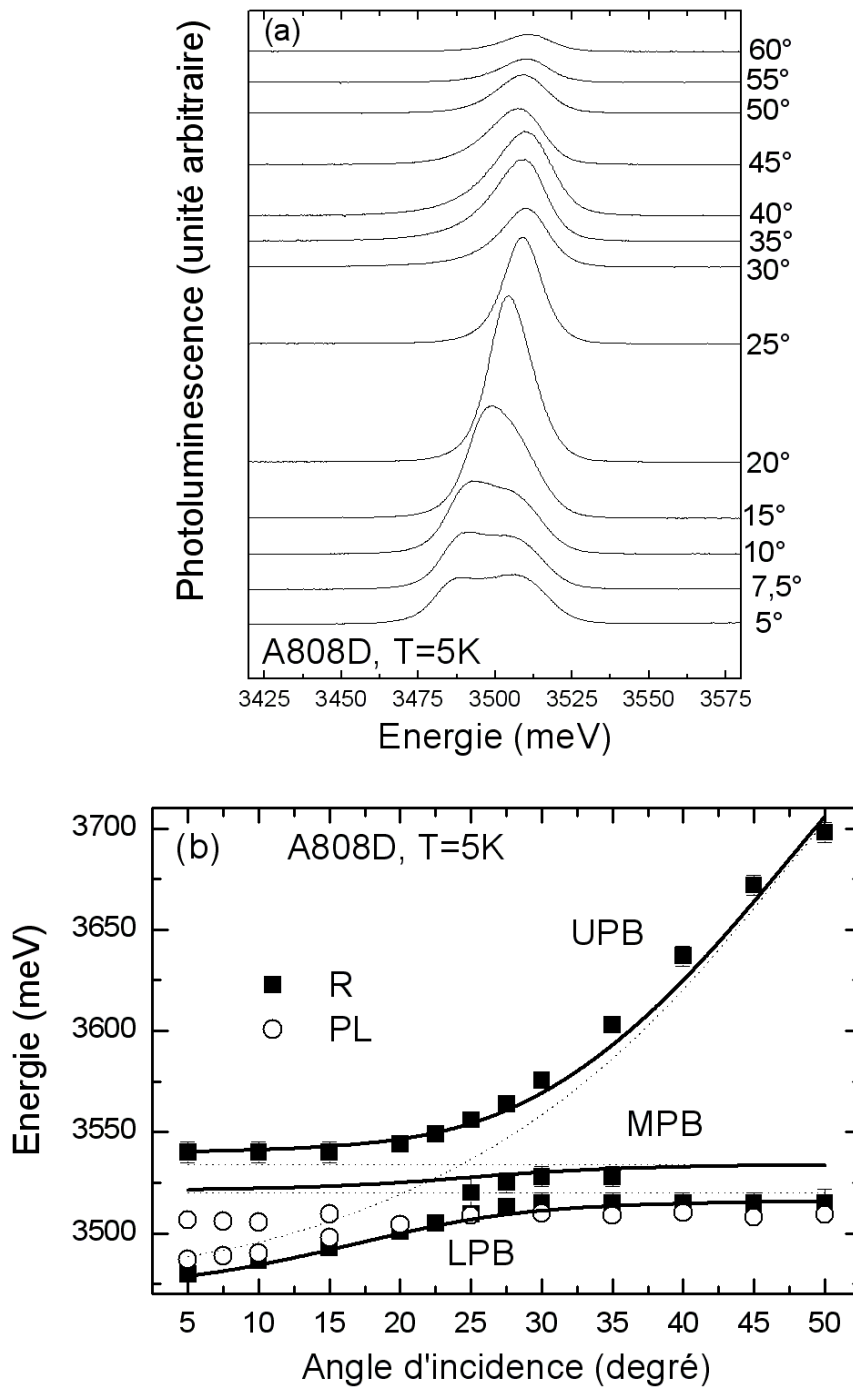 (a)
Photoluminescence (unité arbitraire)
60°
55°
50°
45°
40°
35°
30°
25°
20°
15°
10°
7,5°
5°
A808D, T=5K
3425 3450 3475 3500 3525 3550 3575
Energie (meV)
(b) A808D, T=5K
3700
3650
3600
3550
3500
Energie (meV)
UPB
R
PL
MPB
LPB
5 10 15 20 25 30 35 40 45 50
Angle d'incidence (degré)